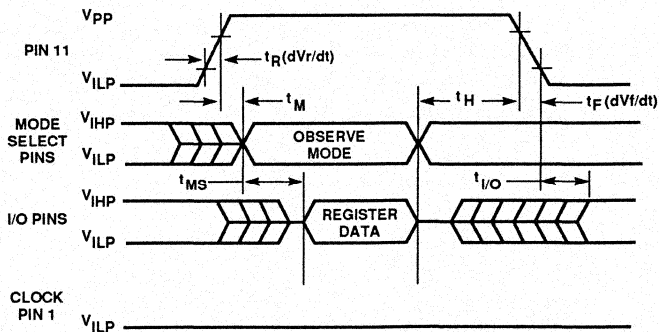 VPP
PIN 11
tR(dVr/dt)
VILP
tM
tH
tF(dVf/dt)
MODE
SELECT
PINS
VIHP
OBSERVE
MODE
VILP
tMS
tI/O
I/O PINS
VIHP
REGISTER
DATA
VILP
CLOCK
PIN 1
VILP